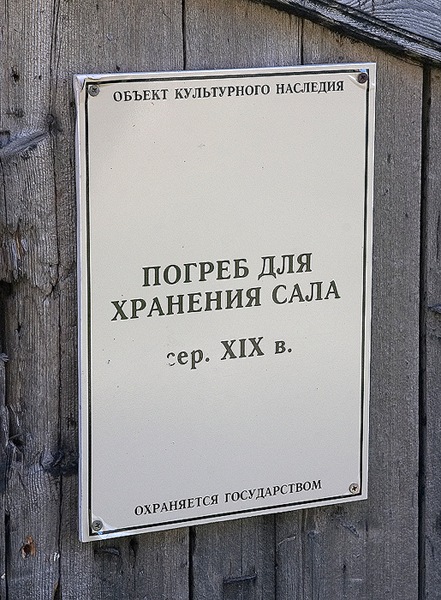 ОБЪЕКТ КУЛЬТУРНОГО НАСЛЕДИЯ
ПОГРЕБ ДЛЯ
ХРАНЕНИЯ САЛА
сер. XIX в.
ОХРАНЯЕТСЯ ГОСУДАРСТВОМ